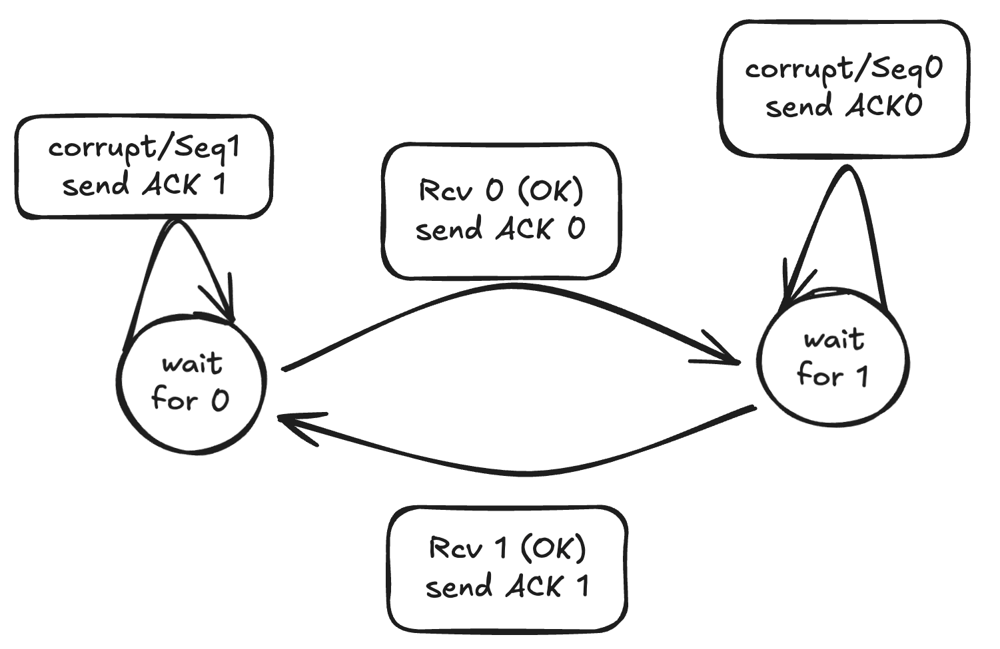 corrupt/Seq0
send ACK0
corrupt/Seq1
send ACK 1
Rcv 0 (OK)
send ACK 0
wait
for 0
wait
for 1
Rcv 1 (OK)
send ACK 1